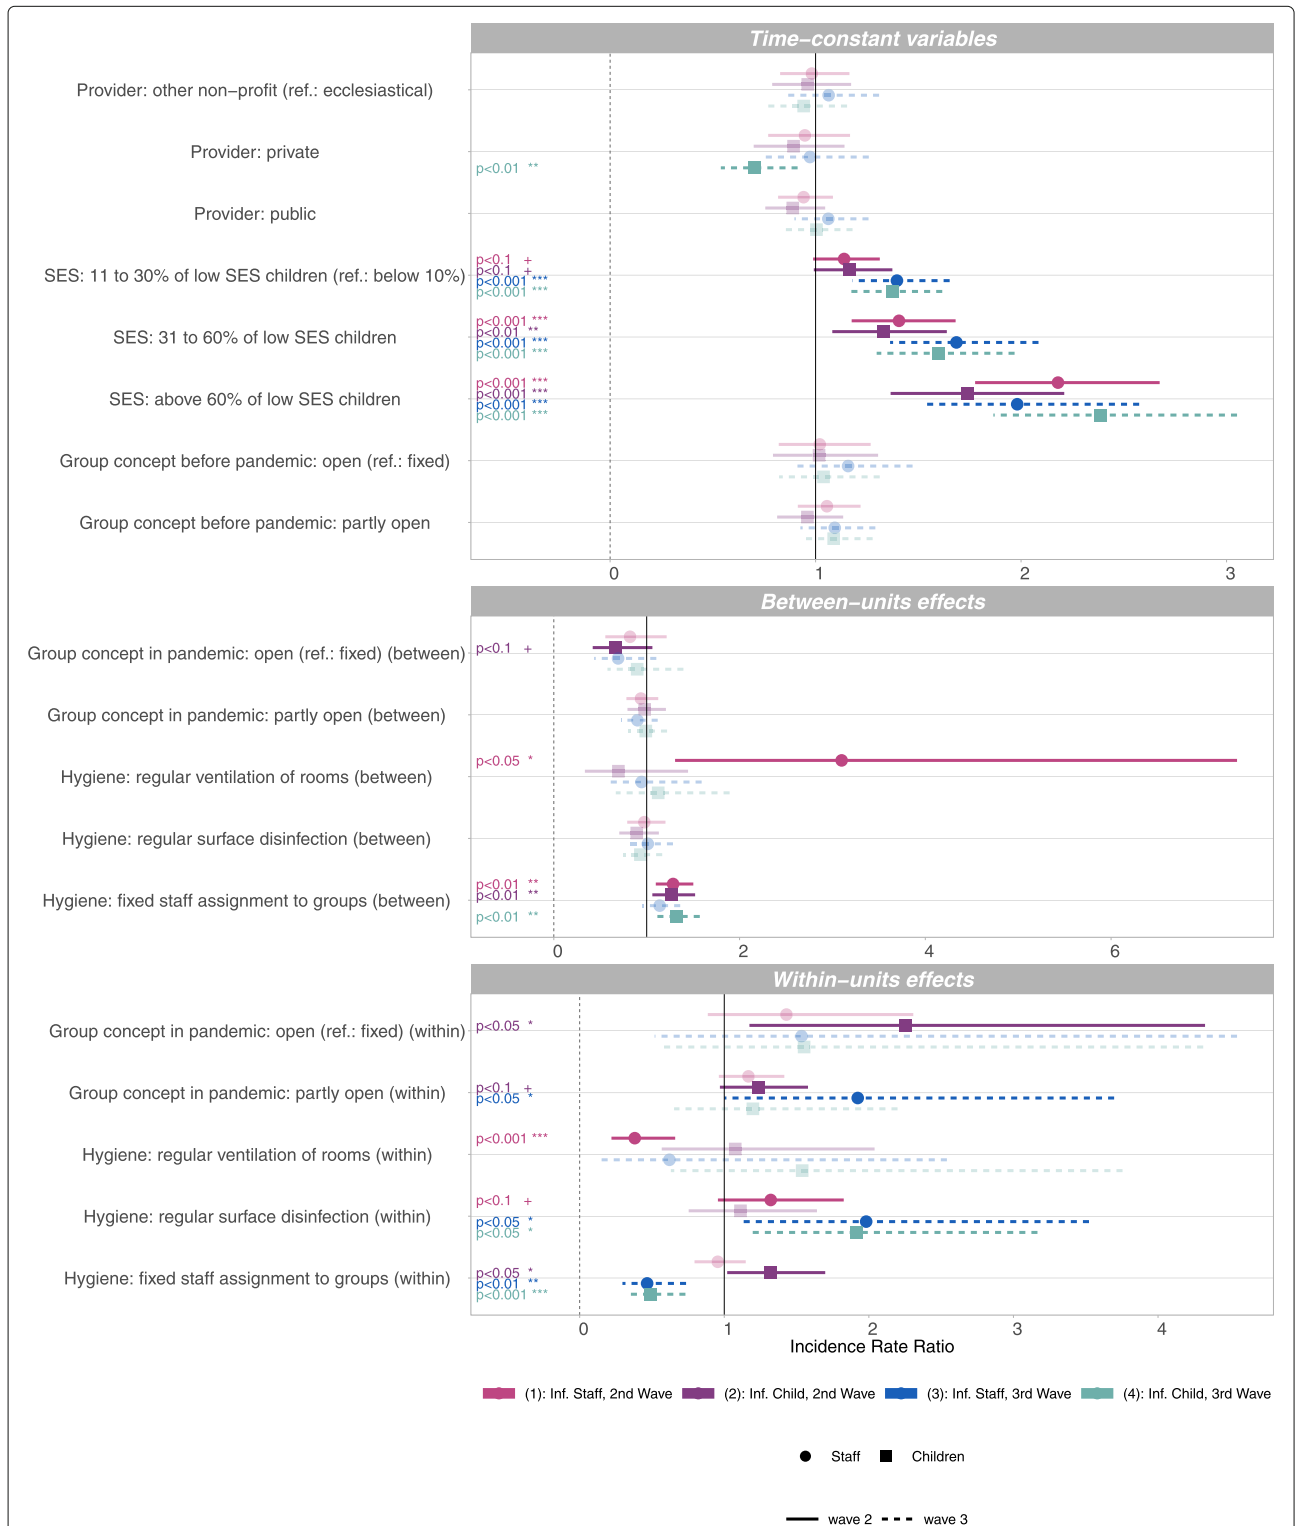 Time−constant variables
Provider: other non−profit (ref.: ecclesiastical)
Provider: private
p<0.01 **
Provider: public
SES: 11 to 30% of low SES children (ref.: below 10%)
p<0.1 +
p<0.1 +
p<0.001 ***
p<0.001 ***
SES: 31 to 60% of low SES children
p<0.001 ***
p<0.01 **
p<0.001 ***
p<0.001 ***
SES: above 60% of low SES children
p<0.001 ***
p<0.001 ***
p<0.001 ***
p<0.001 ***
Group concept before pandemic: open (ref.: fixed)
Group concept before pandemic: partly open
0 1 2 3
Between−units effects
Group concept in pandemic: open (ref.: fixed) (between)
p<0.1 +
Group concept in pandemic: partly open (between)
p<0.05 *
Hygiene: regular ventilation of rooms (between)
Hygiene: regular surface disinfection (between)
Hygiene: fixed staff assignment to groups (between)
p<0.01 **
p<0.01 **
p<0.01 **
0 2 4 6
Within−units effects
Group concept in pandemic: open (ref.: fixed) (within)
p<0.05 *
Group concept in pandemic: partly open (within)
p<0.1 +
p<0.05 *
p<0.001 ***
Hygiene: regular ventilation of rooms (within)
p<0.1 +
Hygiene: regular surface disinfection (within)
p<0.05 *
p<0.05 *
Hygiene: fixed staff assignment to groups (within)
p<0.05 *
p<0.01 **
p<0.001 ***
0 1 2 3 4
Incidence Rate Ratio
(1): Inf. Staff, 2nd Wave (2): Inf. Child, 2nd Wave (3): Inf. Staff, 3rd Wave (4): Inf. Child, 3rd Wave
Staff Children
wave 2 wave 3